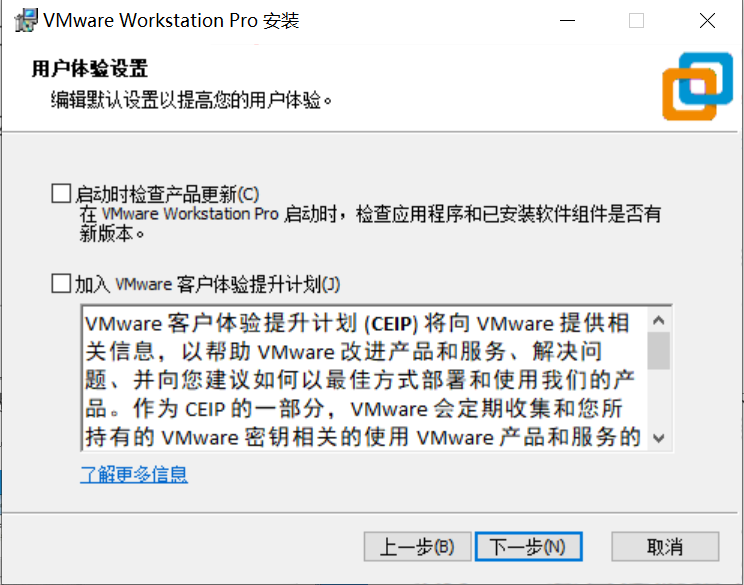 VMware Workstation Pro 安装
用户体验设置
编辑默认设置以提高您的用户体验。
启动时检查产品更新(C)
在 VMware Workstation Pro 启动时，检查应用程序和已安装软件组件是否有
新版本。
加入 VMware 客户体验提升计划(J)
VMware 客户体验提升计划 (CEIP) 将向 VMware 提供相
关信息，以帮助 VMware 改进产品和服务、解决问
题、并向您建议如何以最佳方式部署和使用我们的产
品。作为 CEIP 的一部分，VMware 会定期收集和您所
持有的 VMware 密钥相关的使用 VMware 产品和服务的
了解更多信息
上一步(B) 下一步(N) 取消